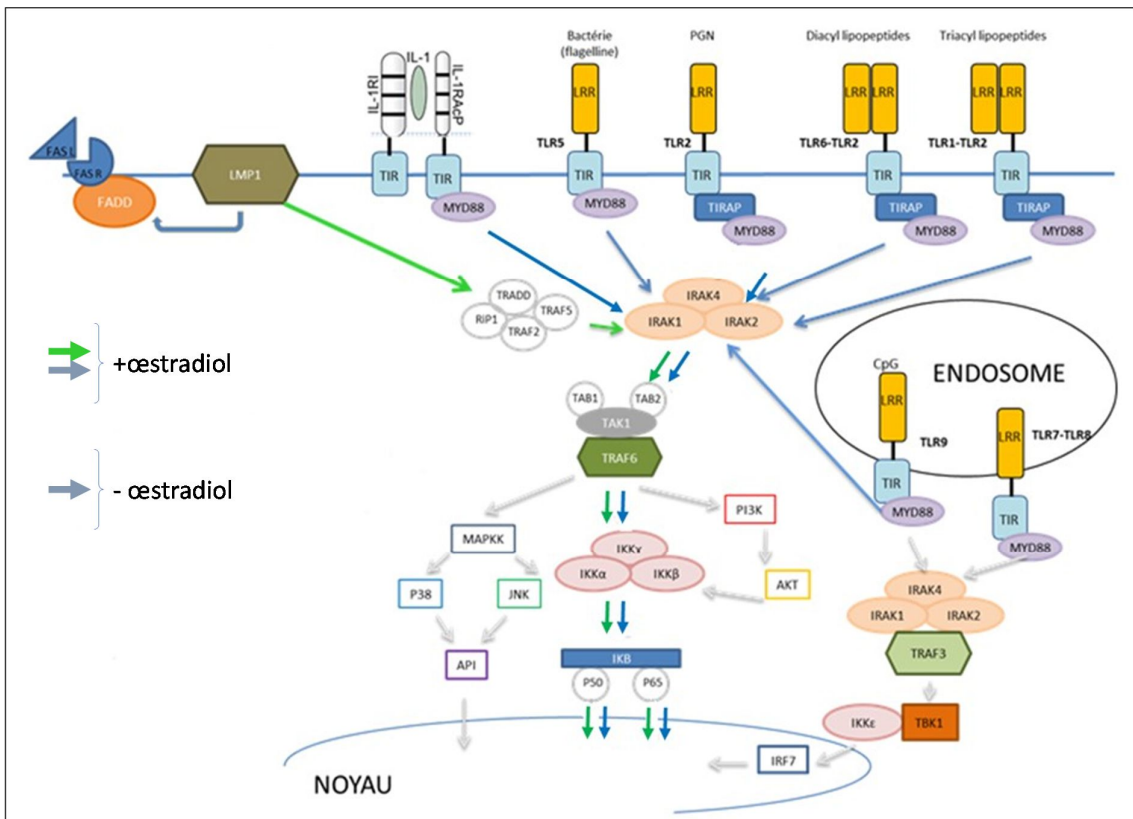 Bactérie
(flagelline)
PGN
Diacyl lipopeptides
Triacyl lipopeptides
IL-1RI
IL-1
IL-1RAcP
LRR
LRR
LRR
LRR
LRR
LRR
TLR5
TLR2
TLR6-TLR2
TLR1-TLR2
FAS L
FAS R
FADD
LMP1
TIR
TIR
TIR
TIR
TIR
TIR
MYD88
MYD88
TIRAP
MYD88
TIRAP
MYD88
TIRAP
MYD88
TRADD
TRAF5
RIP1
TRAF2
IRAK4
IRAK1
IRAK2
+œstradiol
- œstradiol
ENDOSOME
CpG
LRR
TLR9
LRR
TLR7-TLR8
TIR
MYD88
TIR
MYD88
TAB1
TAB2
TAK1
TRAF6
MAPKK
PI3K
IKKγ
IKKα
IKKβ
P38
JNK
AKT
IRAK4
IRAK1
IRAK2
TRAF3
API
IKB
P50
P65
IKKε
TBK1
IRF7
NOYAU